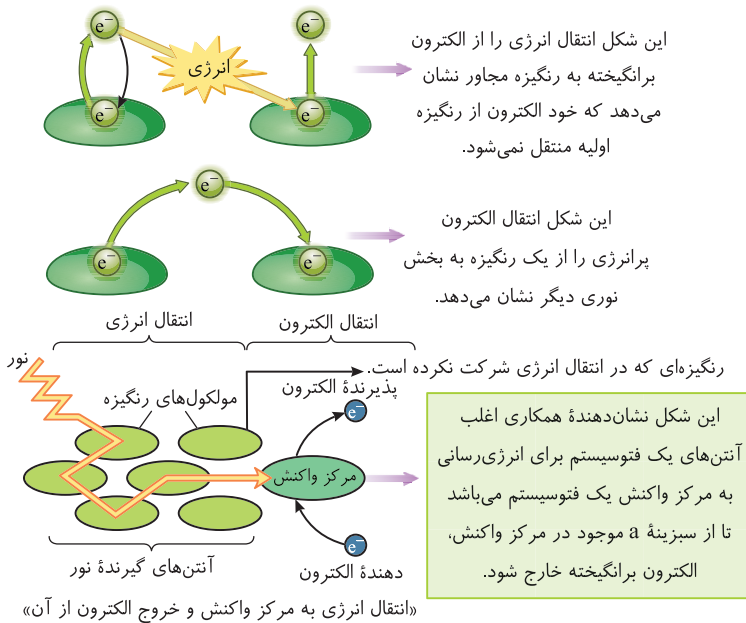 e⁻
e⁻
انرژی
e⁻
e⁻
این شکل انتقال انرژی را از الکترون
برانگیخته به رنگیزه مجاور نشان
می‌دهد که خود الکترون از رنگیزه
اولیه منتقل نمی‌شود.
e⁻
e⁻
e⁻
این شکل انتقال الکترون
پرانرژی را از یک رنگیزه به بخش
نوری دیگر نشان می‌دهد.
انتقال الکترون
انتقال انرژی
نور
رنگیزه‌ای که در انتقال انرژی شرکت نکرده است.
پذیرندۀ الکترون
مولکول‌های رنگیزه
e⁻
مرکز واکنش
e⁻
دهندۀ الکترون
آنتن‌های گیرندۀ نور
این شکل نشان‌دهندۀ همکاری اغلب
آنتن‌های یک فتوسیستم برای انرژی‌رسانی
به مرکز واکنش یک فتوسیستم می‌باشد
تا از سبزینۀ a موجود در مرکز واکنش،
الکترون برانگیخته خارج شود.
«انتقال انرژی به مرکز واکنش و خروج الکترون از آن»